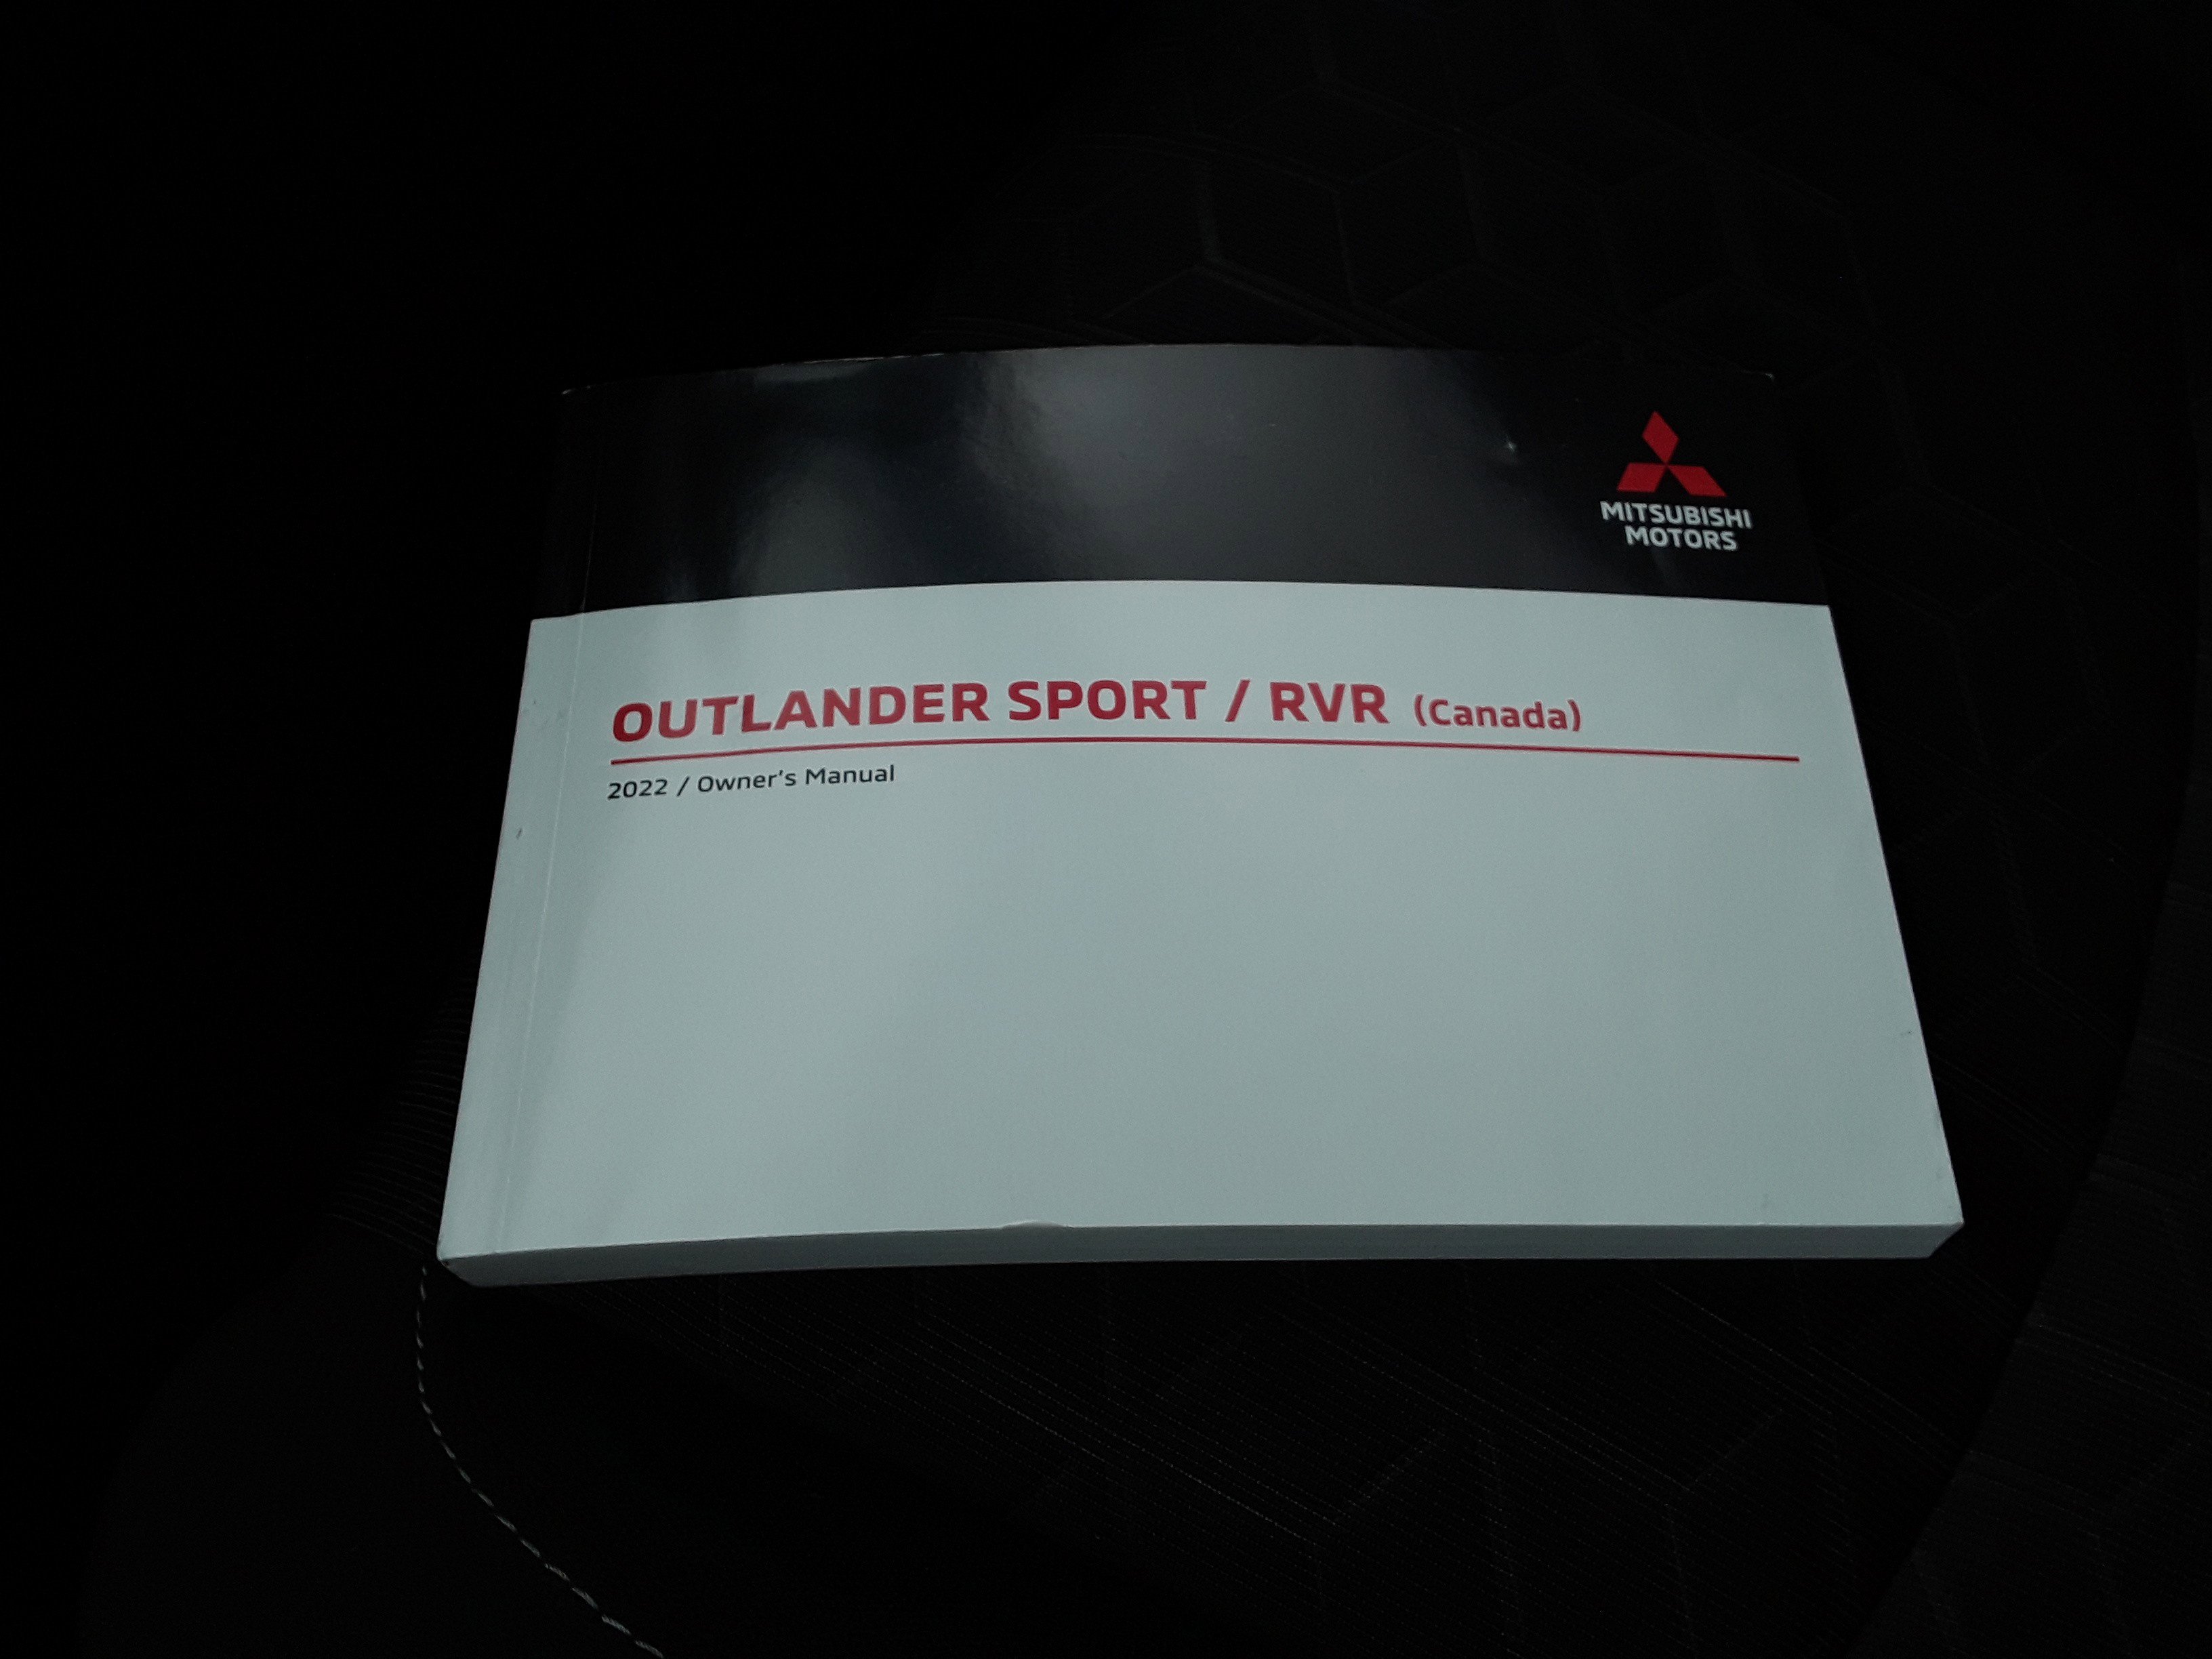 MITSUBISHI
MOTORS
OUTLANDER SPORT / RVR (Canada)
2022 / Owner's Manual